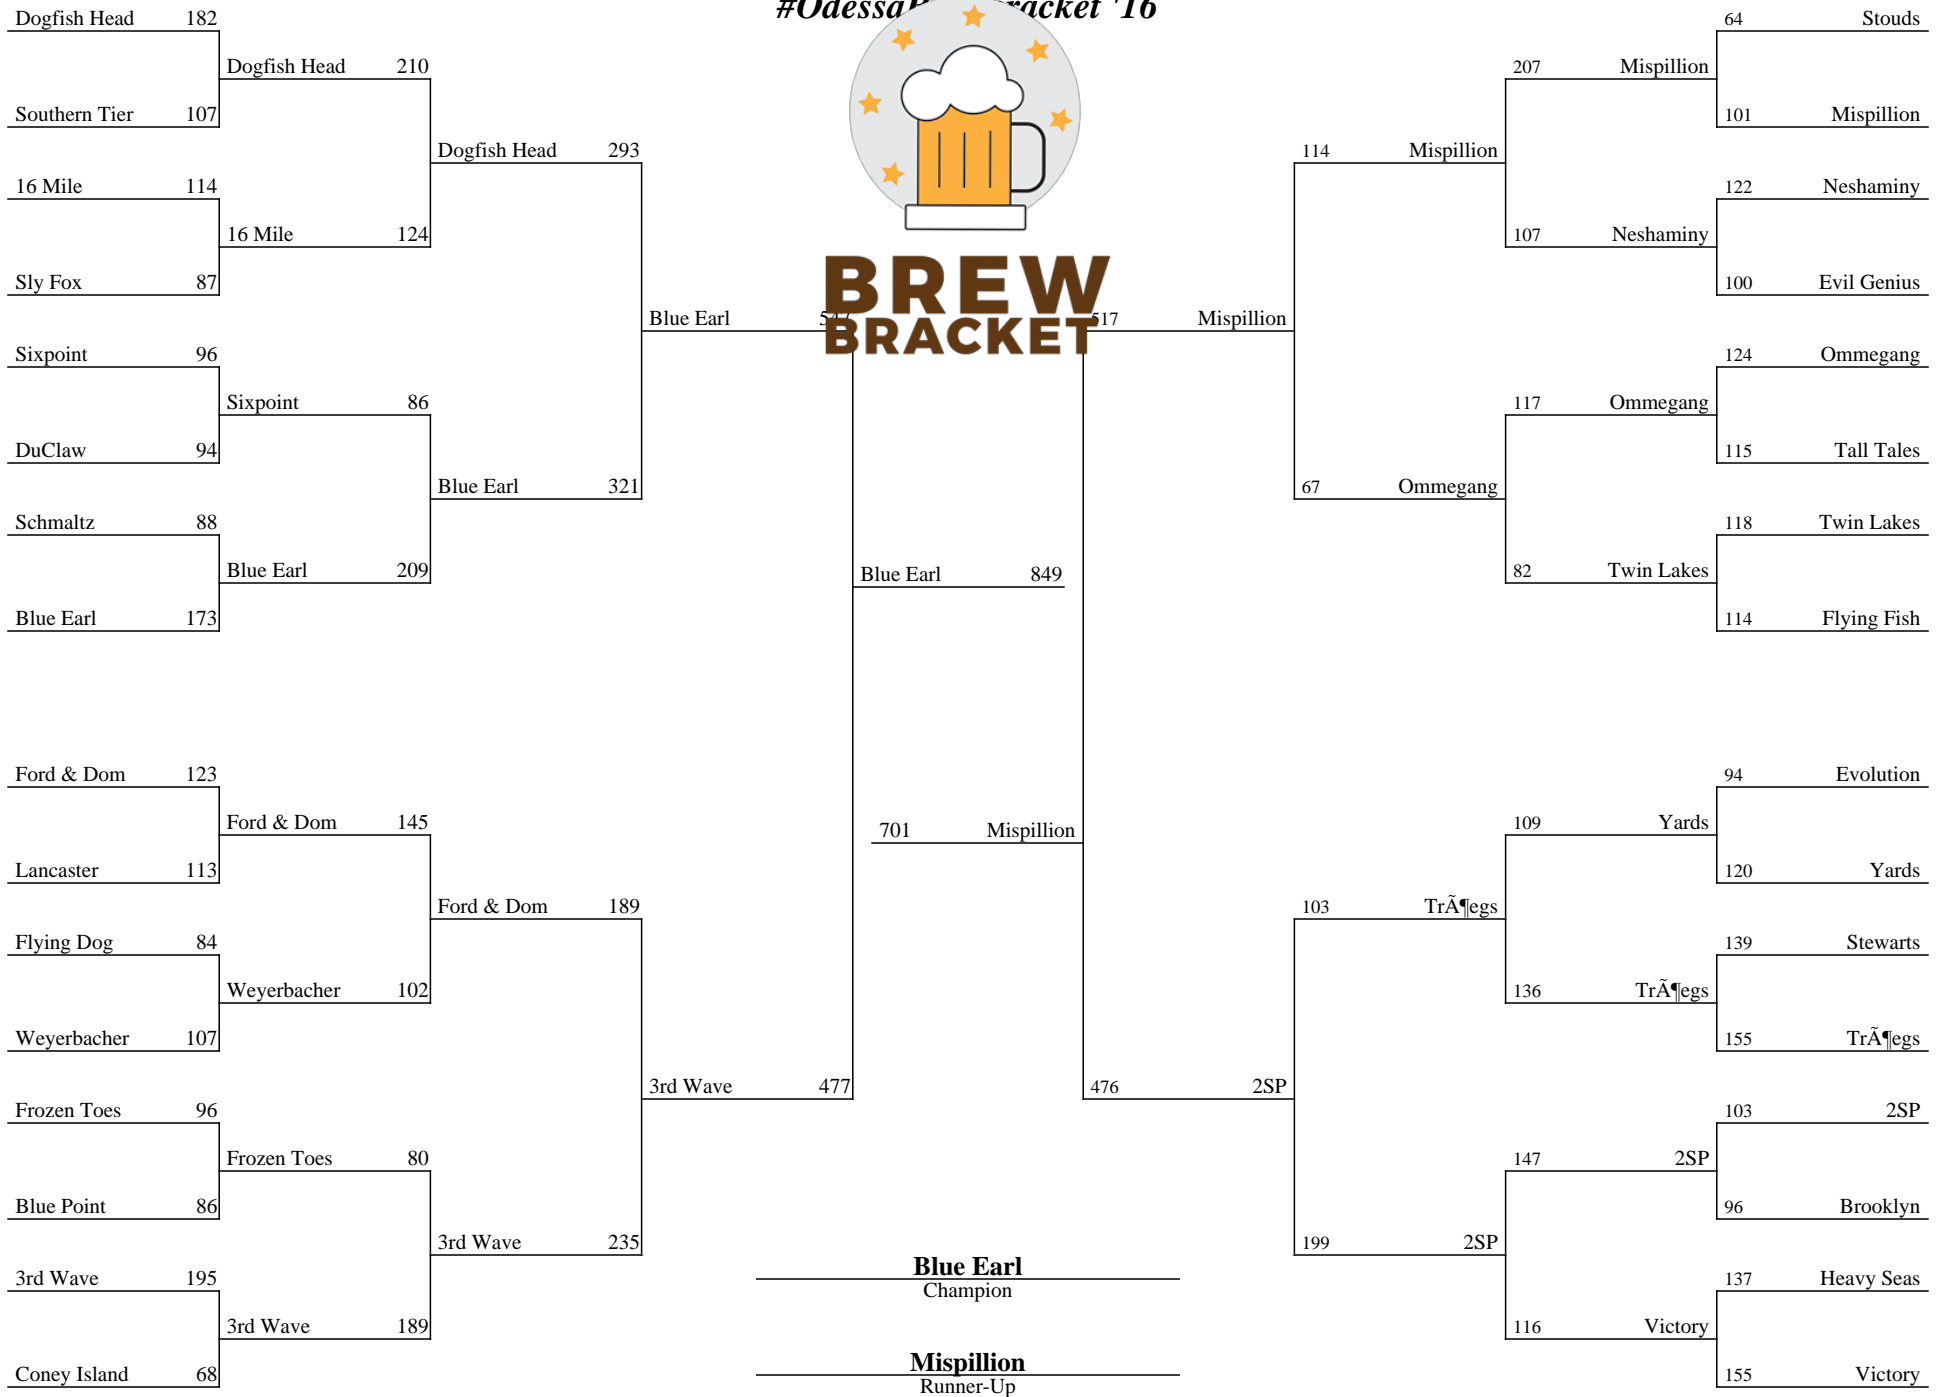 #OdessaBrewBracket '16
BREW
BRACKET
Dogfish Head 182
Southern Tier 107
16 Mile 114
Sly Fox 87
Sixpoint 96
DuClaw 94
Schmaltz 88
Blue Earl 173
Ford & Dom 123
Lancaster 113
Flying Dog 84
Weyerbacher 107
Frozen Toes 96
Blue Point 86
3rd Wave 195
Coney Island 68
Dogfish Head 210
16 Mile 124
Sixpoint 86
Blue Earl 209
Ford & Dom 145
Weyerbacher 102
Frozen Toes 80
3rd Wave 189
Dogfish Head 293
Blue Earl 321
Ford & Dom 189
3rd Wave 235
Blue Earl
3rd Wave 477
Blue Earl 849
701 Mispillion
Blue Earl
Champion
Mispillion
Runner-Up
517 Mispillion
476 2SP
114 Mispillion
67 Ommegang
103 TrÃ¶egs
199 2SP
207 Mispillion
107 Neshaminy
117 Ommegang
82 Twin Lakes
109 Yards
136 TrÃ¶egs
147 2SP
116 Victory
64 Stouds
101 Mispillion
122 Neshaminy
100 Evil Genius
124 Ommegang
115 Tall Tales
118 Twin Lakes
114 Flying Fish
94 Evolution
120 Yards
139 Stewarts
155 TrÃ¶egs
103 2SP
96 Brooklyn
137 Heavy Seas
155 Victory